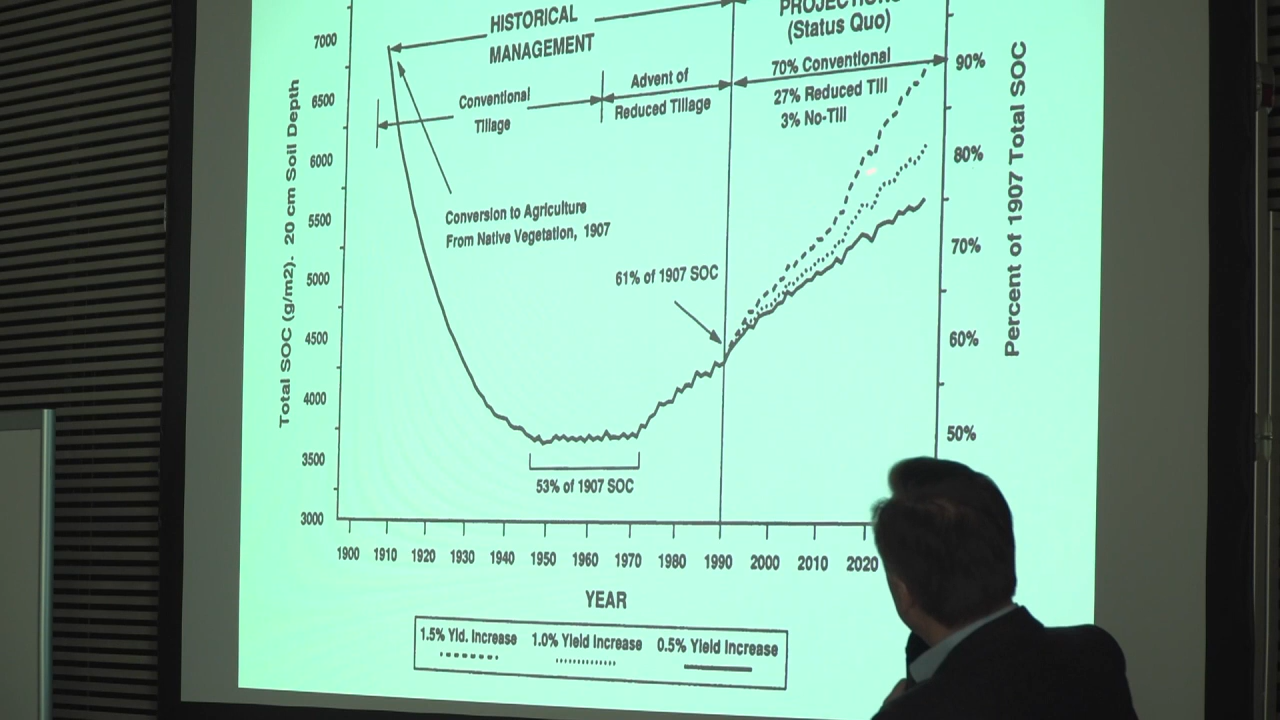 HISTORICAL
MANAGEMENT
PROJECTIONS
(Status Quo)
70% Conventional
27% Reduced Till
3% No-Till
Conventional
Tillage
Advent of
Reduced Tillage
Conversion to Agriculture
From Native Vegetation, 1907
61% of 1907 SOC
53% of 1907 SOC
Total SOC (g/m2). 20 cm Soil Depth
7000
6500
6000
5500
5000
4500
4000
3500
3000
90%
80%
70%
60%
50%
Percent of 1907 Total SOC
1900 1910 1920 1930 1940 1950 1960 1970 1980 1990 2000 2010 2020
YEAR
1.5% Yld. Increase 1.0% Yield Increase 0.5% Yield Increase